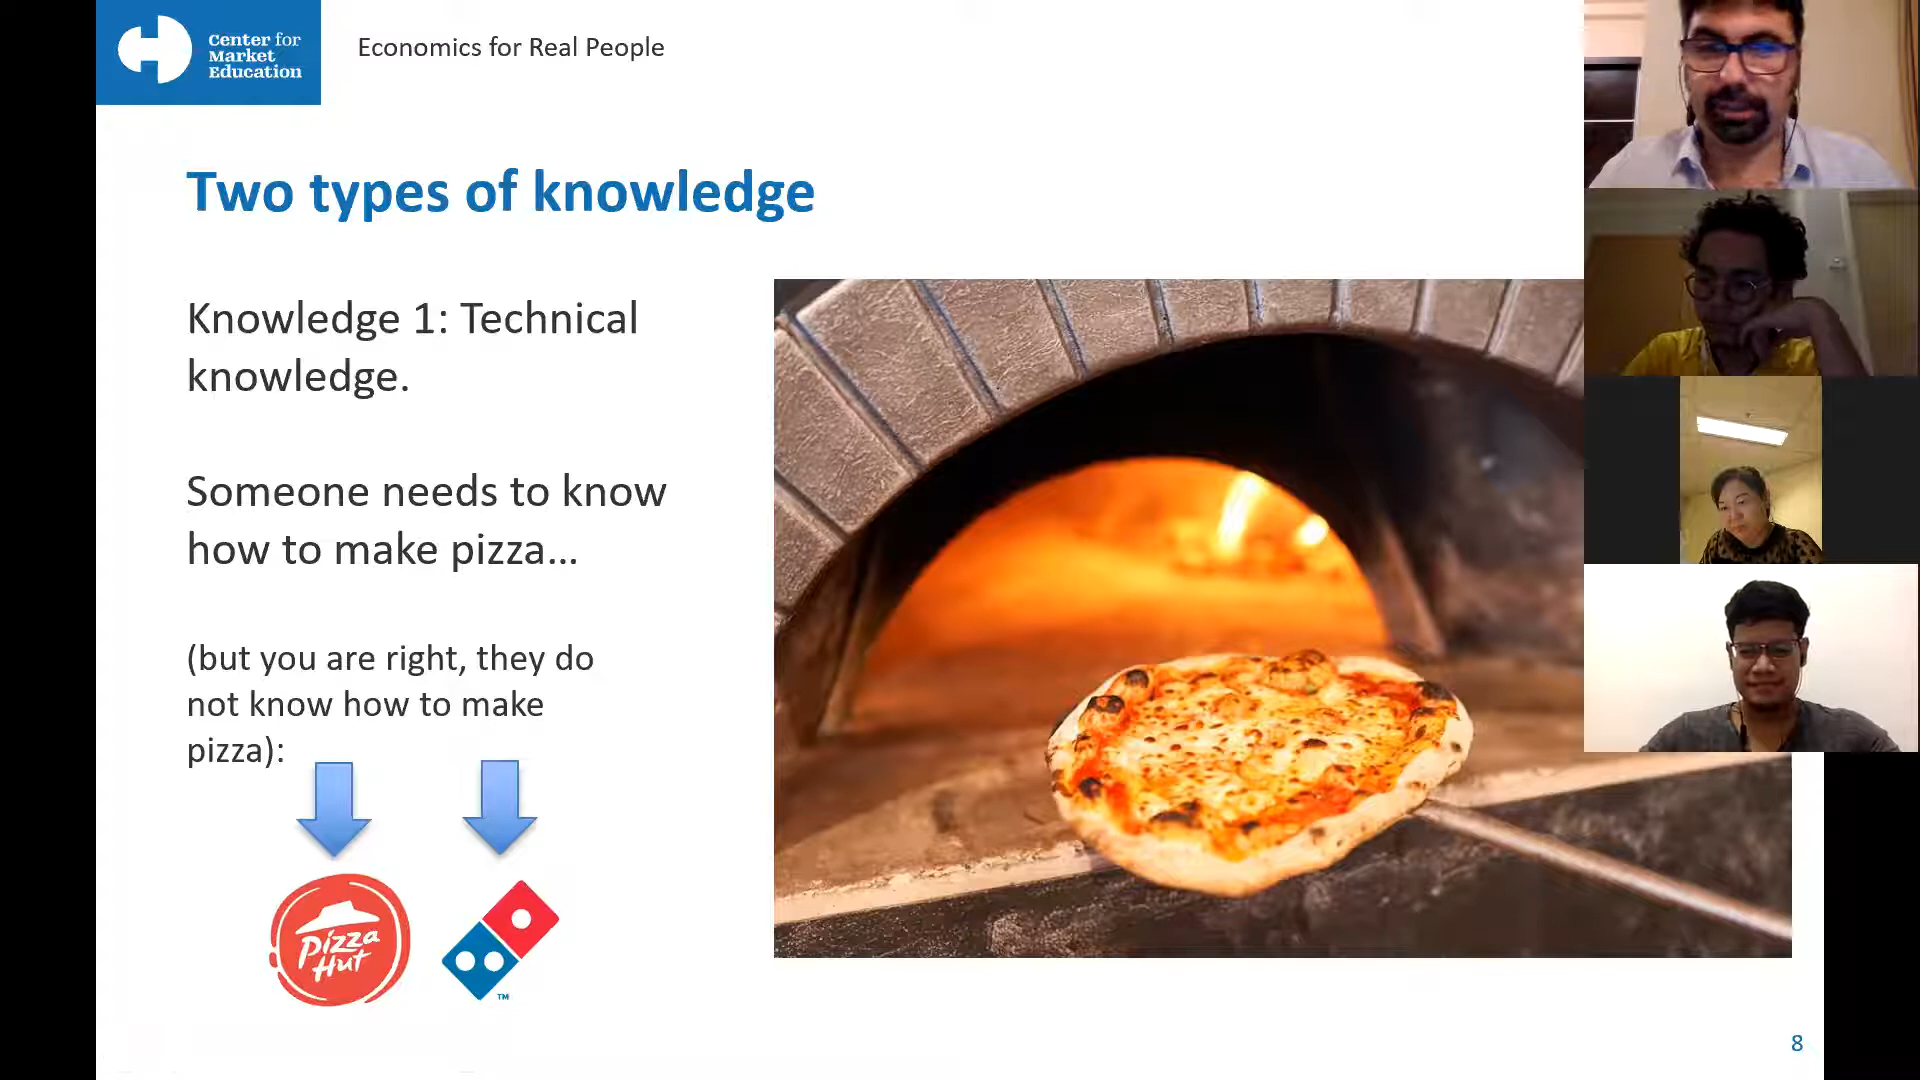 Center for
Market
Education
Economics for Real People
Two types of knowledge
Knowledge 1: Technical
knowledge.
Someone needs to know
how to make pizza…
(but you are right, they do
not know how to make
pizza):
Pizza
Hut
TM
8